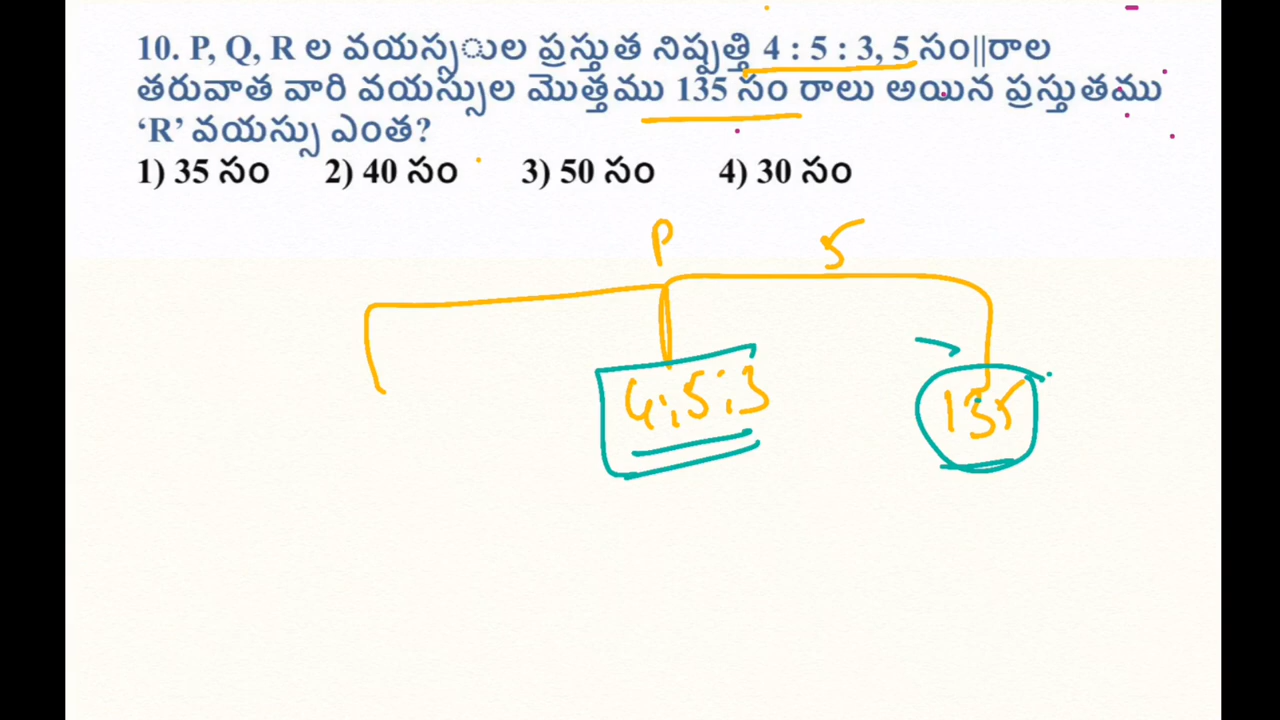 10. P, Q, R ల వయస్సుుల ప్రస్తుత నిష్పత్తి 4 : 5 : 3, 5 సం||రాల
తరువాత వారి వయస్సుల మొత్తము 135 సం రాలు అయిన ప్రస్తుతము
‘R’ వయస్సు ఎంత?
1) 35 సం 2) 40 సం 3) 50 సం 4) 30 సం
P 5
4:5:3 135